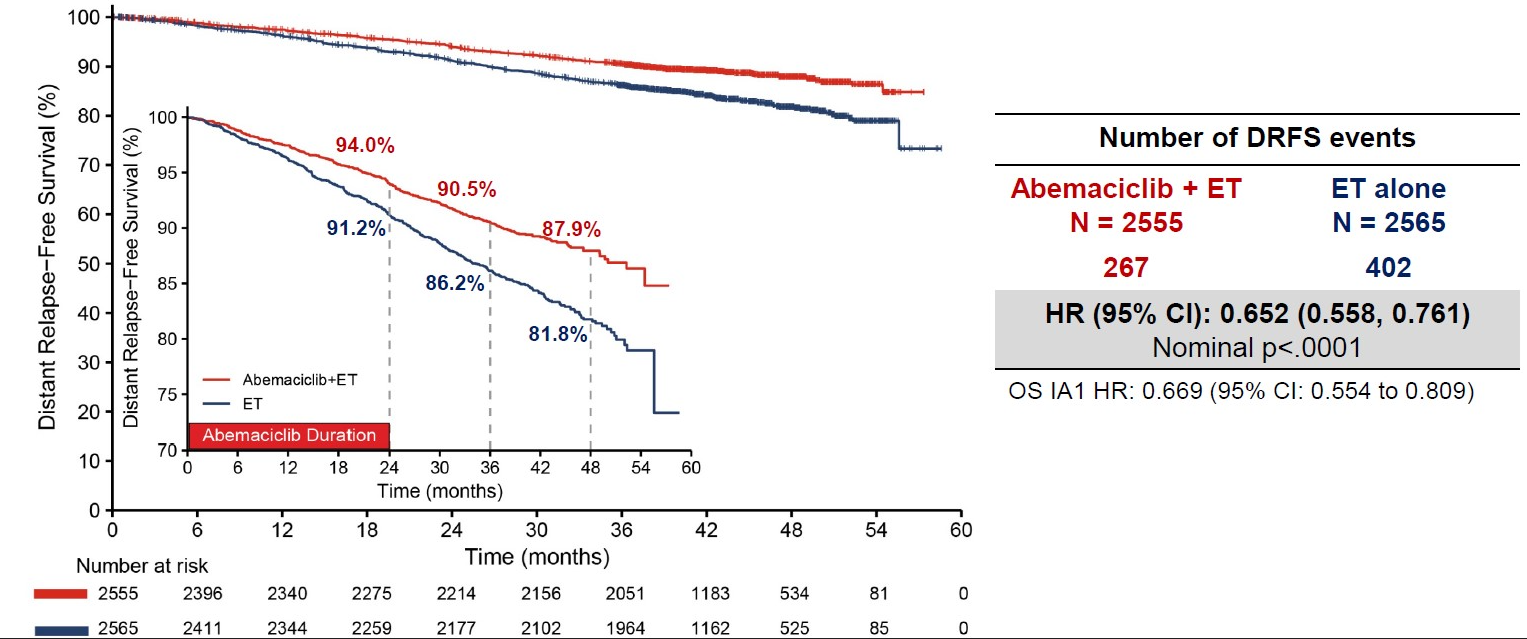 Distant Relapse−Free Survival (%)
100
90
80
70
60
50
40
30
20
10
0
0 6 12 18 24 30 36 42 48 54 60
Time (months)
Distant Relapse−Free Survival (%)
100
95
90
85
80
75
70
94.0%
90.5%
87.9%
91.2%
86.2%
81.8%
Abemaciclib+ET
ET
Abemaciclib Duration
0 6 12 18 24 30 36 42 48 54 60
Time (months)
Number at risk
2555 2396 2340 2275 2214 2156 2051 1183 534 81 0
2565 2411 2344 2259 2177 2102 1964 1162 525 85 0
Number of DRFS events
Abemaciclib + ET ET alone
N = 2555 N = 2565
267 402
HR (95% CI): 0.652 (0.558, 0.761)
Nominal p<.0001
OS IA1 HR: 0.669 (95% CI: 0.554 to 0.809)